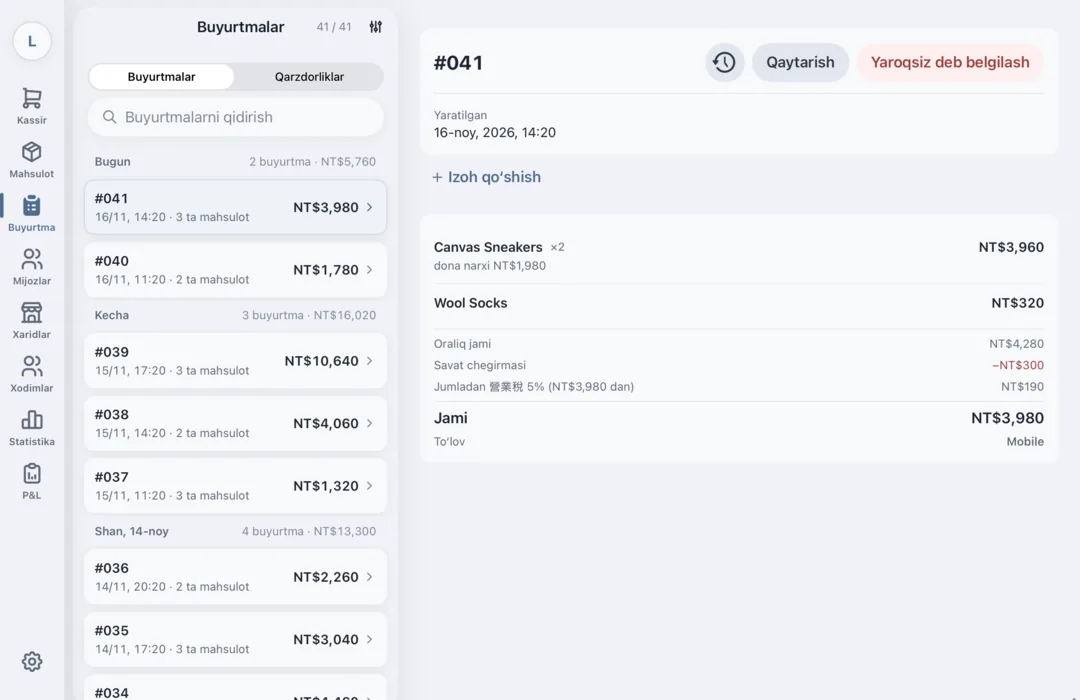 L
Kassir
Mahsulot
Buyurtma
Mijozlar
Xaridlar
Xodimlar
Statistika
P&L
Buyurtmalar
41 / 41
Buyurtmalar
Qarzdorliklar
Buyurtmalarni qidirish
Bugun
2 buyurtma · NT$5,760
#041
16/11, 14:20 · 3 ta mahsulot
NT$3,980
#040
16/11, 11:20 · 2 ta mahsulot
NT$1,780
Kecha
3 buyurtma · NT$16,020
#039
15/11, 17:20 · 3 ta mahsulot
NT$10,640
#038
15/11, 14:20 · 2 ta mahsulot
NT$4,060
#037
15/11, 11:20 · 3 ta mahsulot
NT$1,320
Shan, 14-noy
4 buyurtma · NT$13,300
#036
14/11, 20:20 · 2 ta mahsulot
NT$2,260
#035
14/11, 17:20 · 3 ta mahsulot
NT$3,040
#034
#041
Qaytarish
Yaroqsiz deb belgilash
Yaratilgan
16-noy, 2026, 14:20
+ Izoh qoʻshish
Canvas Sneakers ×2
NT$3,960
dona narxi NT$1,980
Wool Socks
NT$320
Oraliq jami
NT$4,280
Savat chegirmasi
−NT$300
Jumladan 營業稅 5% (NT$3,980 dan)
NT$190
Jami
NT$3,980
Toʻlov
Mobile